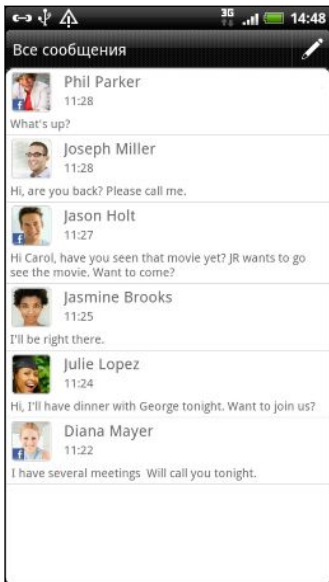 3G 14:48
Все сообщения
Phil Parker
11:28
What's up?
Joseph Miller
11:28
Hi, are you back? Please call me.
Jason Holt
11:27
Hi Carol, have you seen that movie yet? JR wants to go
see the movie. Want to come?
Jasmine Brooks
11:25
I'll be right there.
Julie Lopez
11:24
Hi, I'll have dinner with George tonight. Want to join us?
Diana Mayer
11:22
I have several meetings Will call you tonight.